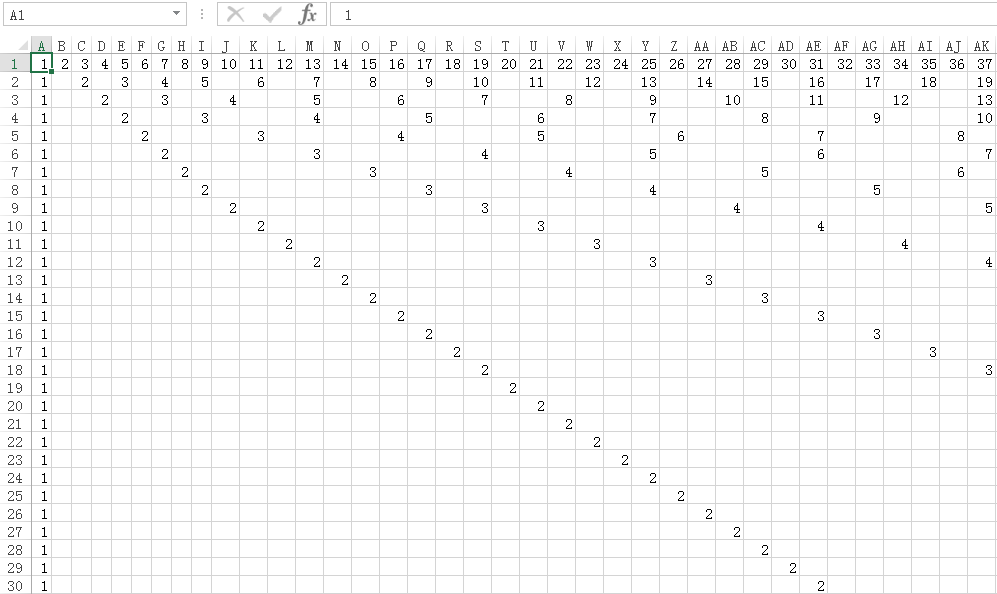 A1 fx 1
A B C D E F G H I J K L M N O P Q R S T U V W X Y Z AA AB AC AD AE AF AG AH AI AJ AK
1 1 2 3 4 5 6 7 8 9 10 11 12 13 14 15 16 17 18 19 20 21 22 23 24 25 26 27 28 29 30 31 32 33 34 35 36 37
2 1 2 3 4 5 6 7 8 9 10 11 12 13 14 15 16 17 18 19
3 1 2 3 4 5 6 7 8 9 10 11 12 13
4 1 2 3 4 5 6 7 8 9 10
5 1 2 3 4 5 6 7 8
6 1 2 3 4 5 6 7
7 1 2 3 4 5 6
8 1 2 3 4 5
9 1 2 3 4 5
10 1 2 3 4
11 1 2 3 4
12 1 2 3 4
13 1 2 3
14 1 2 3
15 1 2 3
16 1 2 3
17 1 2 3
18 1 2 3
19 1 2
20 1 2
21 1 2
22 1 2
23 1 2
24 1 2
25 1 2
26 1 2
27 1 2
28 1 2
29 1 2
30 1 2